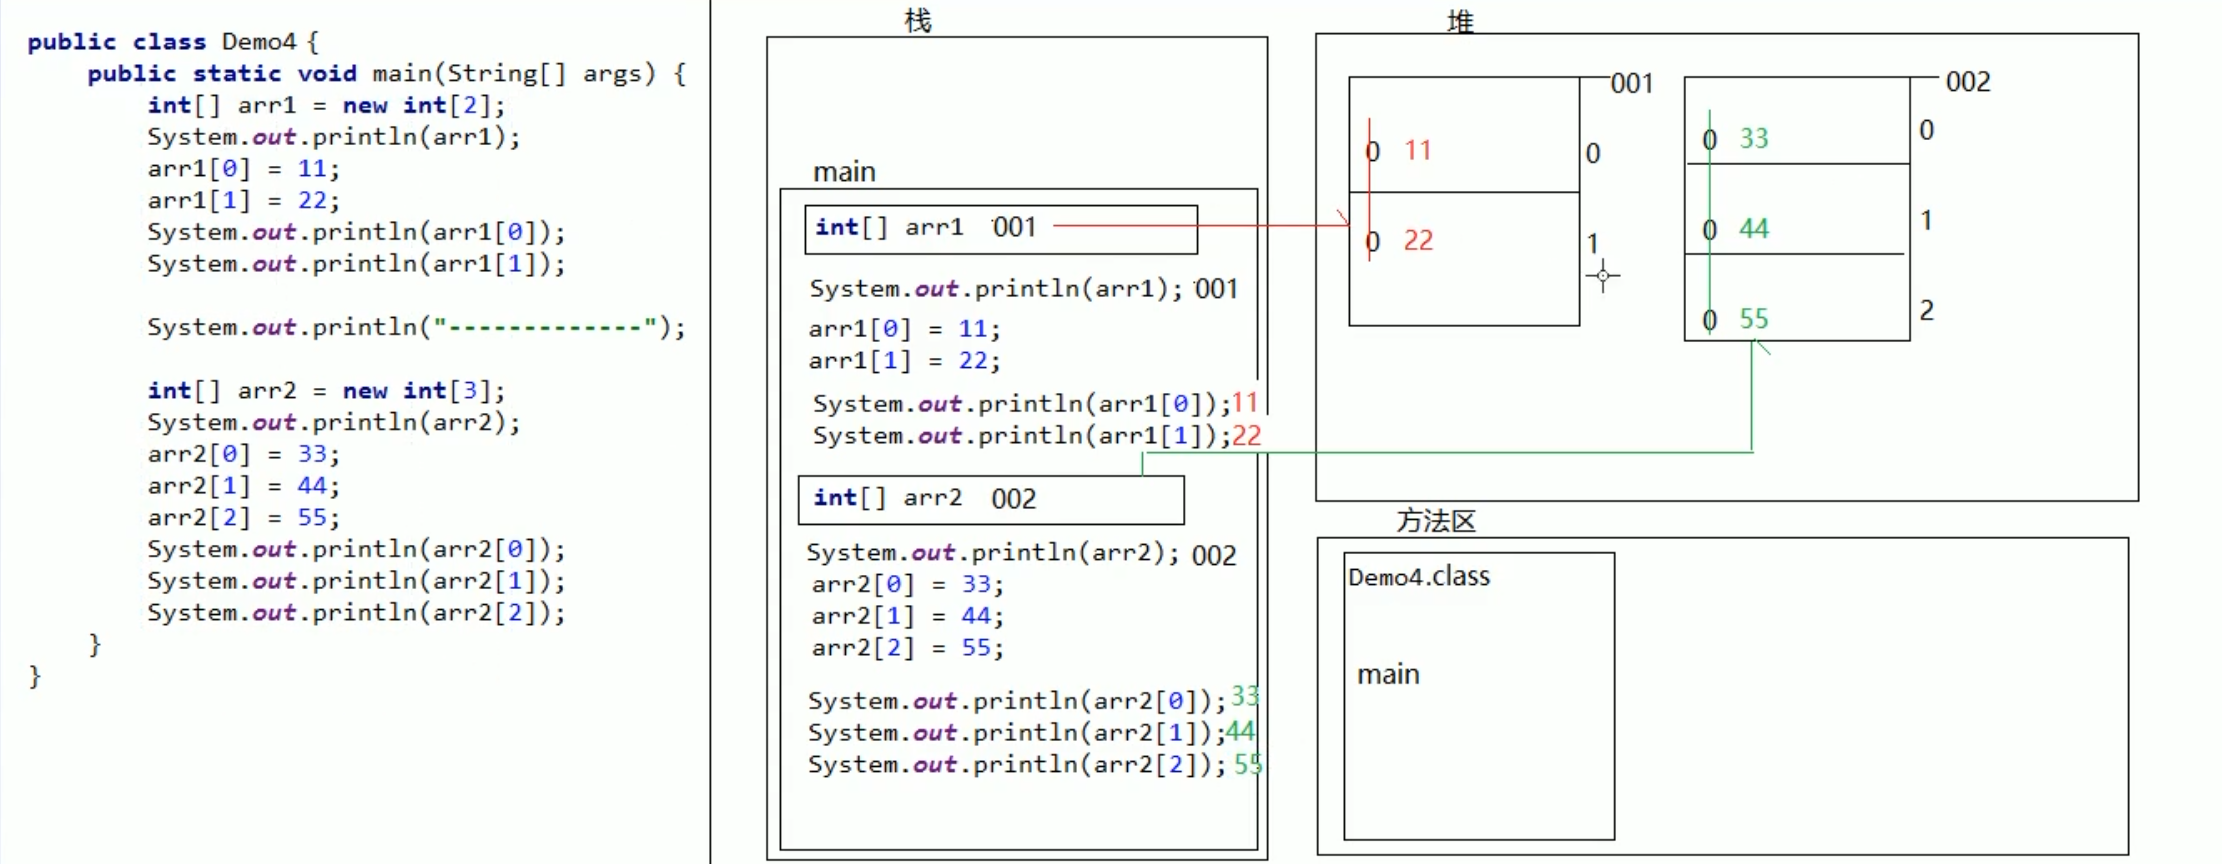 public class Demo4 {
public static void main(String[] args) {
int[] arr1 = new int[2];
System.out.println(arr1);
arr1[0] = 11;
arr1[1] = 22;
System.out.println(arr1[0]);
System.out.println(arr1[1]);
System.out.println("-------------");
int[] arr2 = new int[3];
System.out.println(arr2);
arr2[0] = 33;
arr2[1] = 44;
arr2[2] = 55;
System.out.println(arr2[0]);
System.out.println(arr2[1]);
System.out.println(arr2[2]);
}
}
栈
main
int[] arr1 001
System.out.println(arr1); 001
arr1[0] = 11;
arr1[1] = 22;
System.out.println(arr1[0]);11
System.out.println(arr1[1]);22
int[] arr2 002
System.out.println(arr2); 002
arr2[0] = 33;
arr2[1] = 44;
arr2[2] = 55;
System.out.println(arr2[0]);33
System.out.println(arr2[1]);44
System.out.println(arr2[2]);55
堆
001
0 11 0
0 22 1
002
0 33 0
0 44 1
0 55 2
方法区
Demo4.class
main